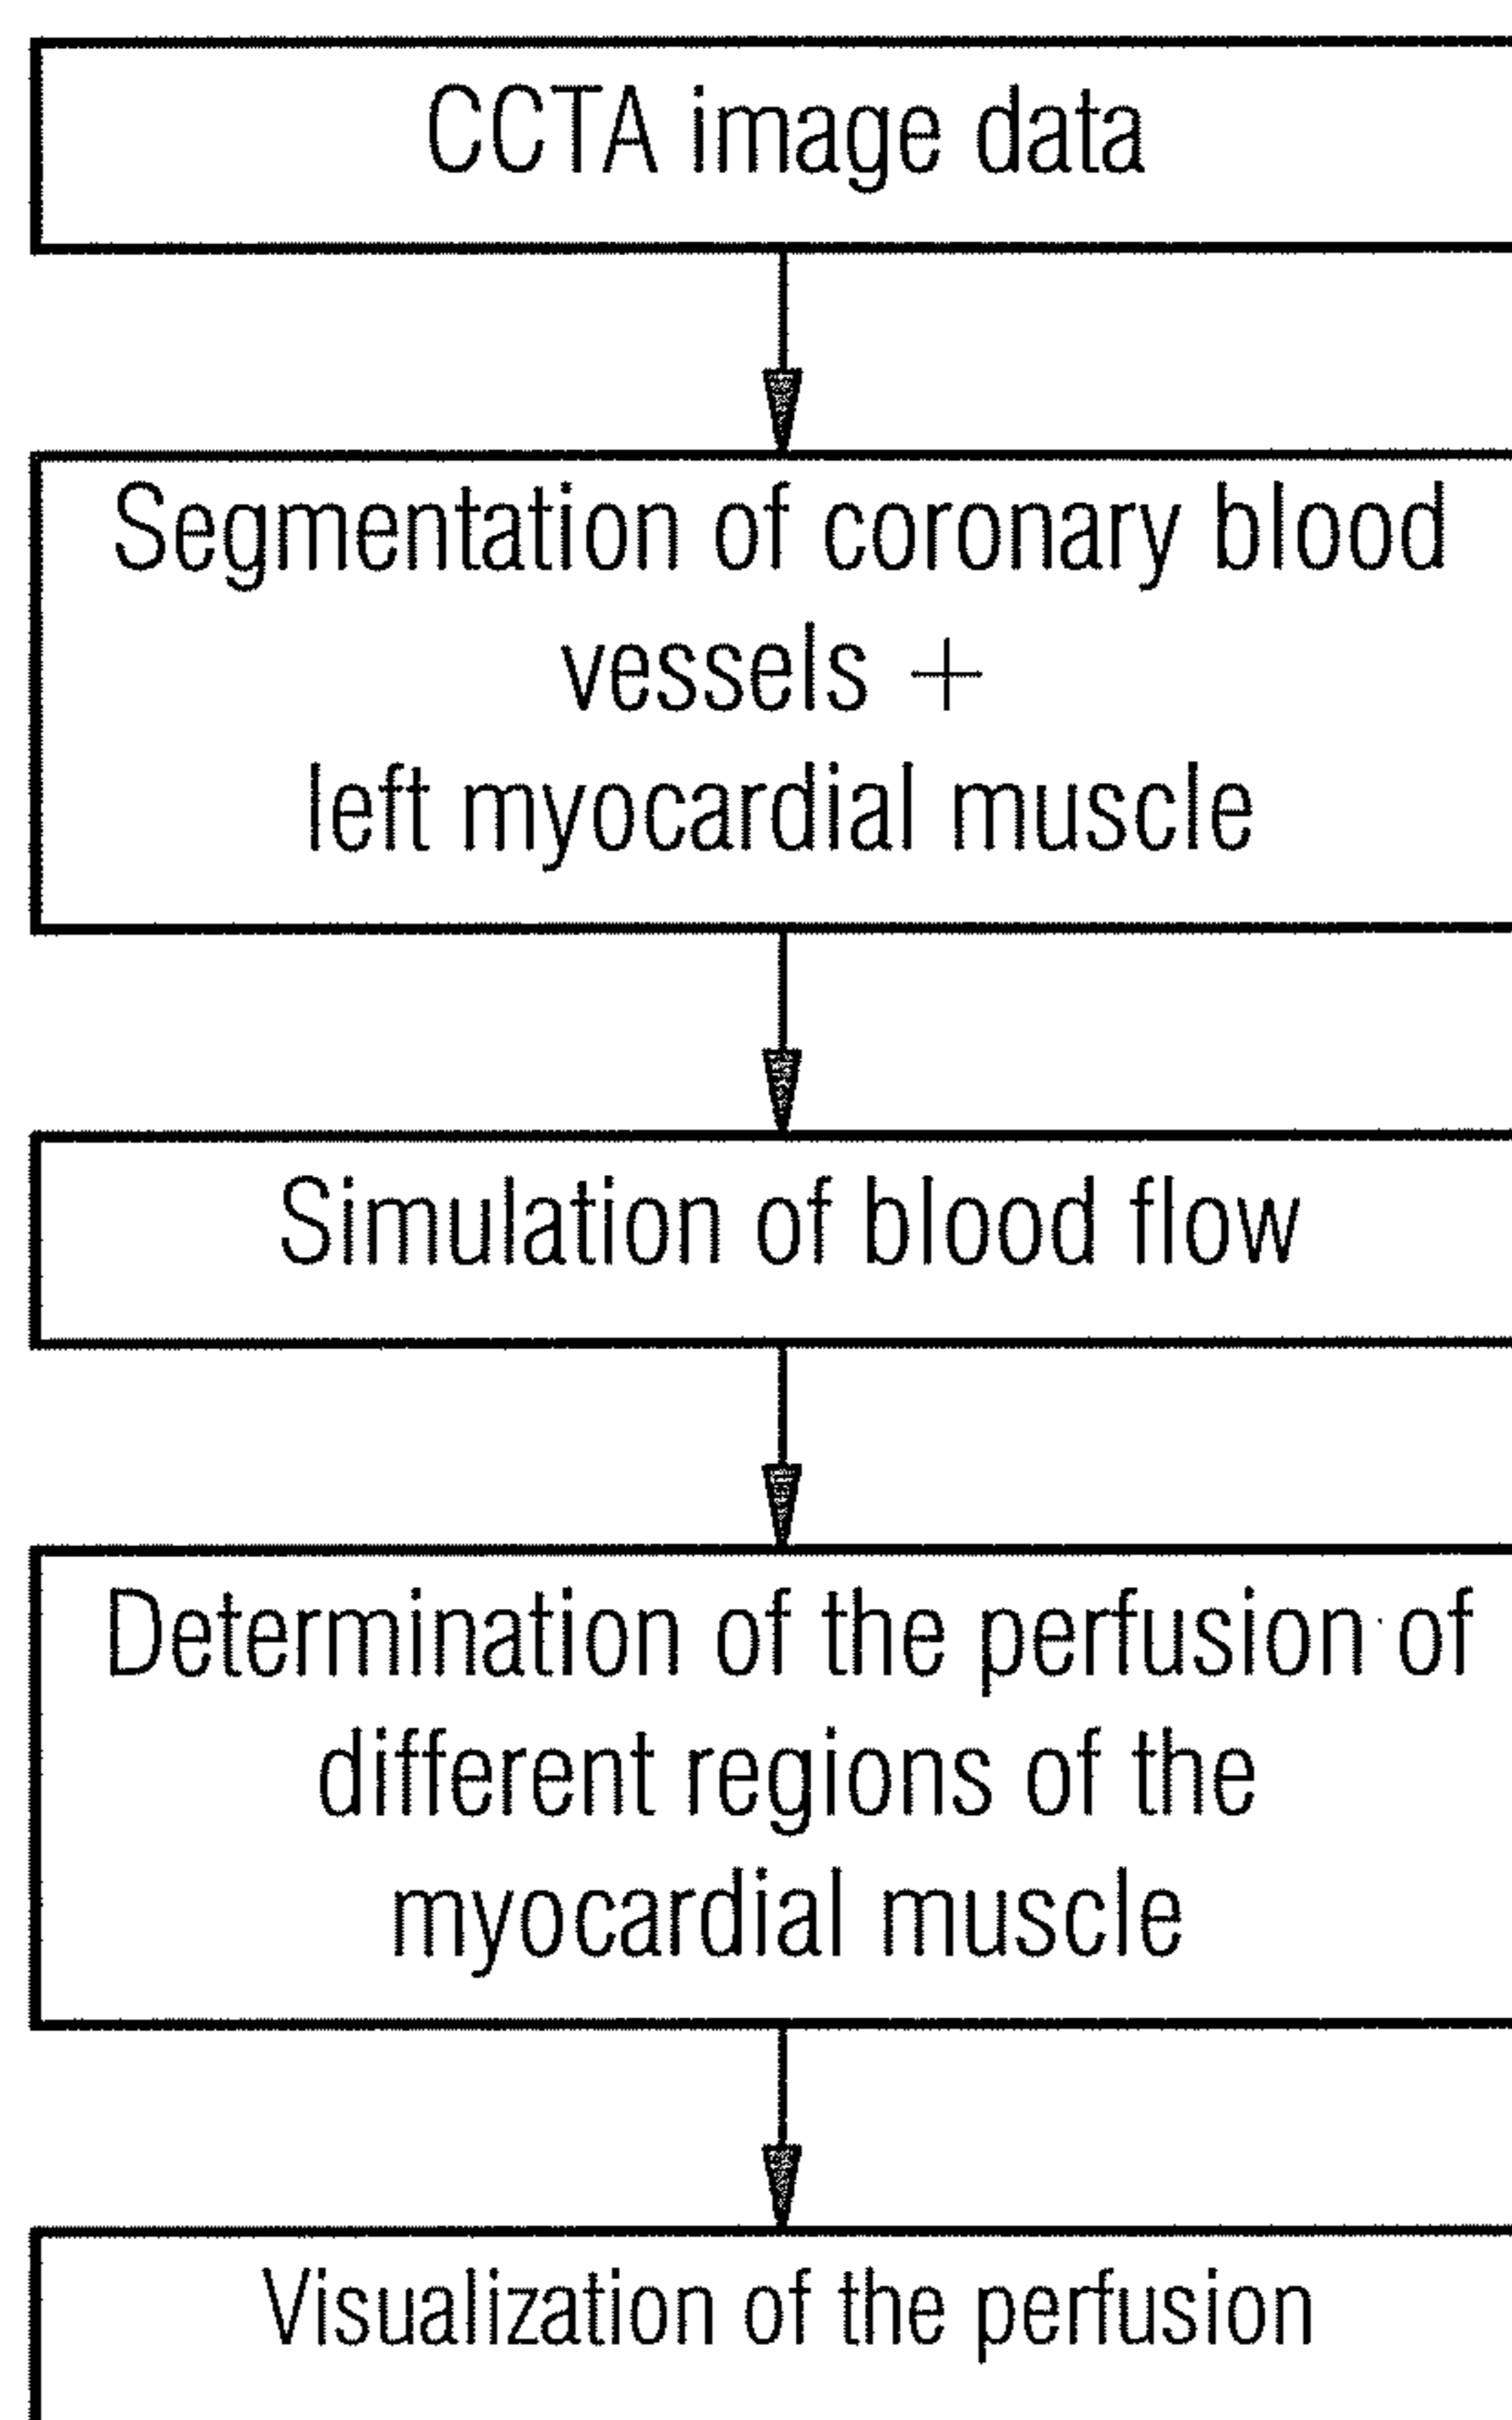 CCTA image data
Segmentation of coronary blood
vessels +
left myocardial muscle
Simulation of blood flow
Determination of the perfusion of
different regions of the
myocardial muscle
Visualization of the perfusion